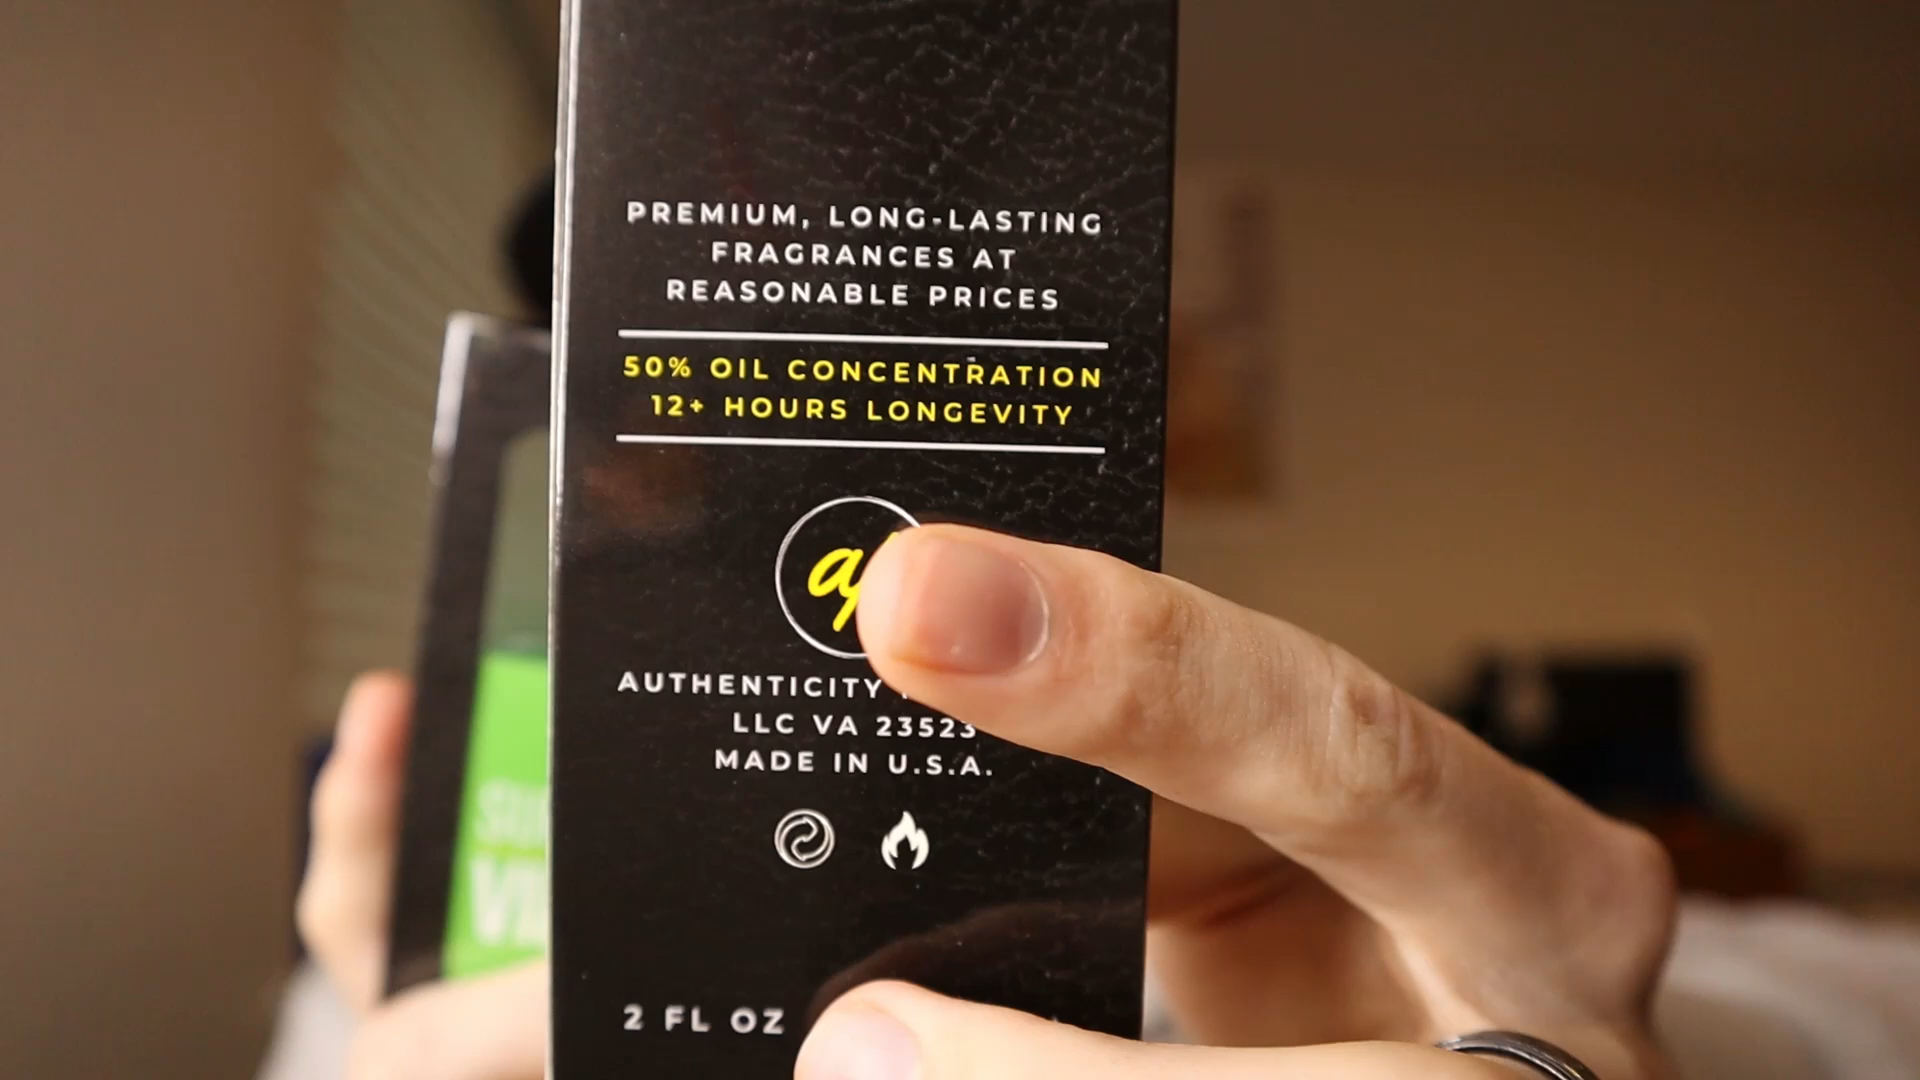 PREMIUM, LONG-LASTING
FRAGRANCES AT
REASONABLE PRICES
50% OIL CONCENTRATION
12+ HOURS LONGEVITY
AUTHENTICITY
LLC VA 23523
MADE IN U.S.A.
2 FL OZ